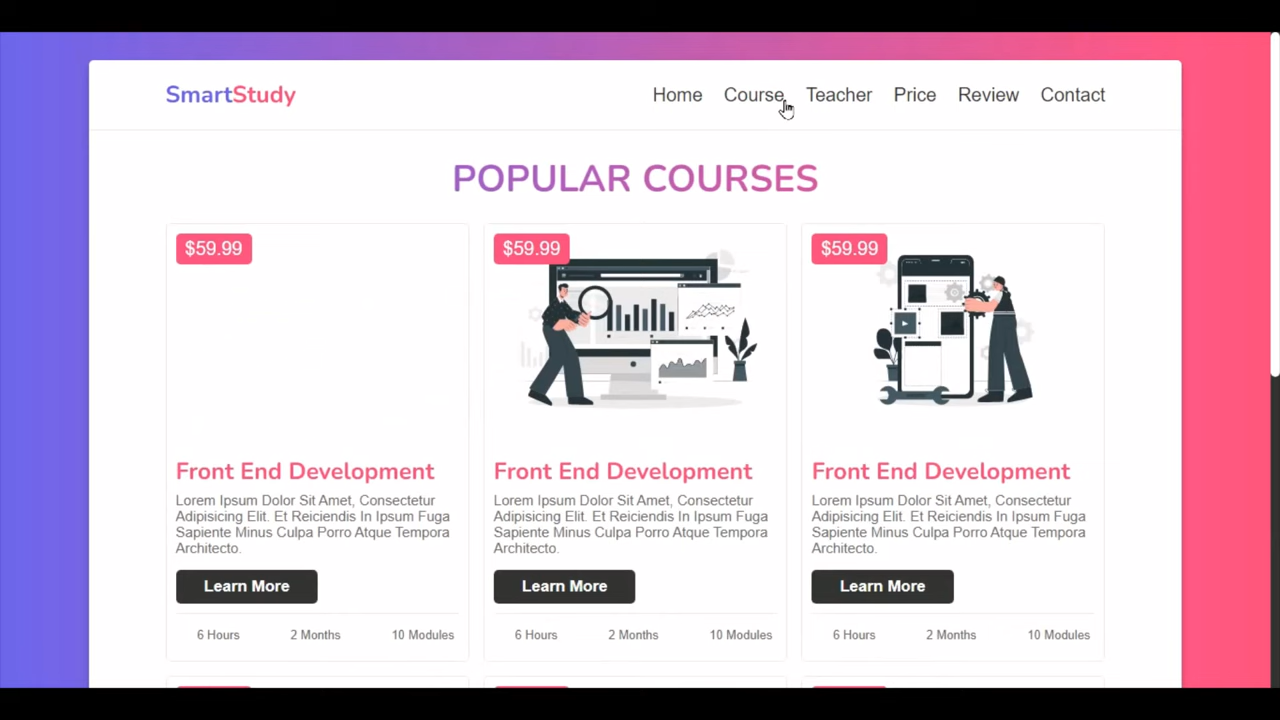 SmartStudy
Home Course Teacher Price Review Contact
POPULAR COURSES
$59.99
$59.99
$59.99
Front End Development
Lorem Ipsum Dolor Sit Amet, Consectetur
Adipisicing Elit. Et Reiciendis In Ipsum Fuga
Sapiente Minus Culpa Porro Atque Tempora
Architecto.
Learn More
6 Hours 2 Months 10 Modules
Front End Development
Lorem Ipsum Dolor Sit Amet, Consectetur
Adipisicing Elit. Et Reiciendis In Ipsum Fuga
Sapiente Minus Culpa Porro Atque Tempora
Architecto.
Learn More
6 Hours 2 Months 10 Modules
Front End Development
Lorem Ipsum Dolor Sit Amet, Consectetur
Adipisicing Elit. Et Reiciendis In Ipsum Fuga
Sapiente Minus Culpa Porro Atque Tempora
Architecto.
Learn More
6 Hours 2 Months 10 Modules